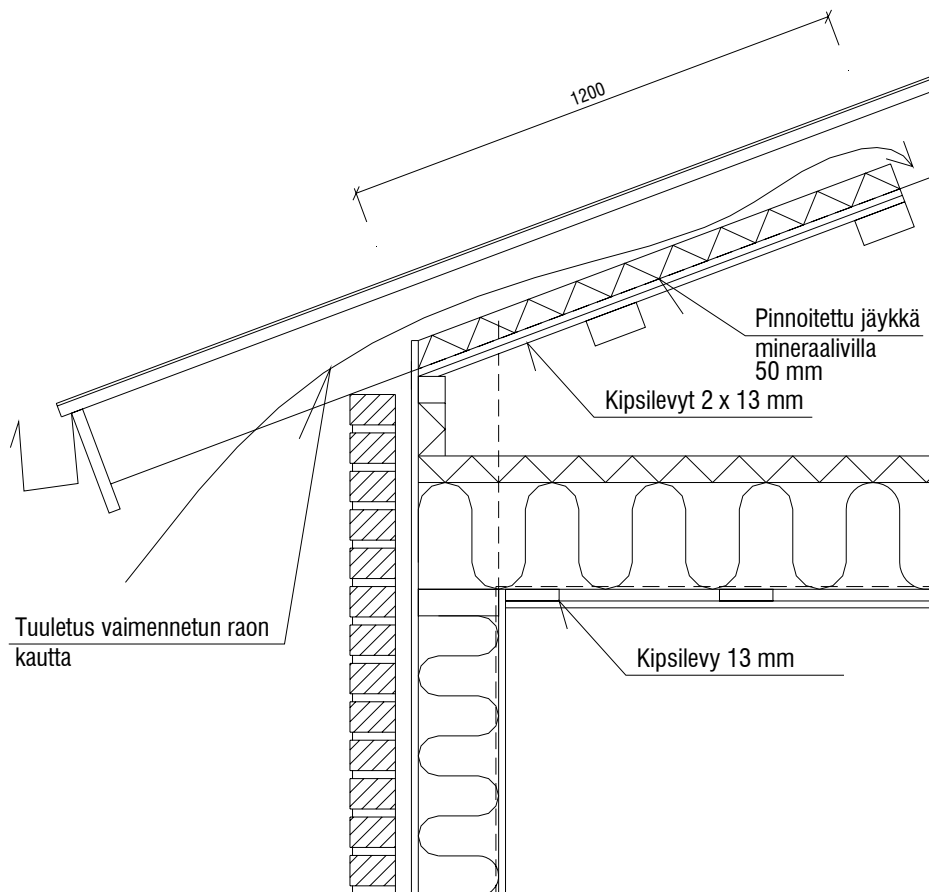 1200
Pinnoitettu jäykkä
mineraalivilla
50 mm
Kipsilevyt 2 x 13 mm
Tuuletus vaimennetun raon
kautta
Kipsilevy 13 mm